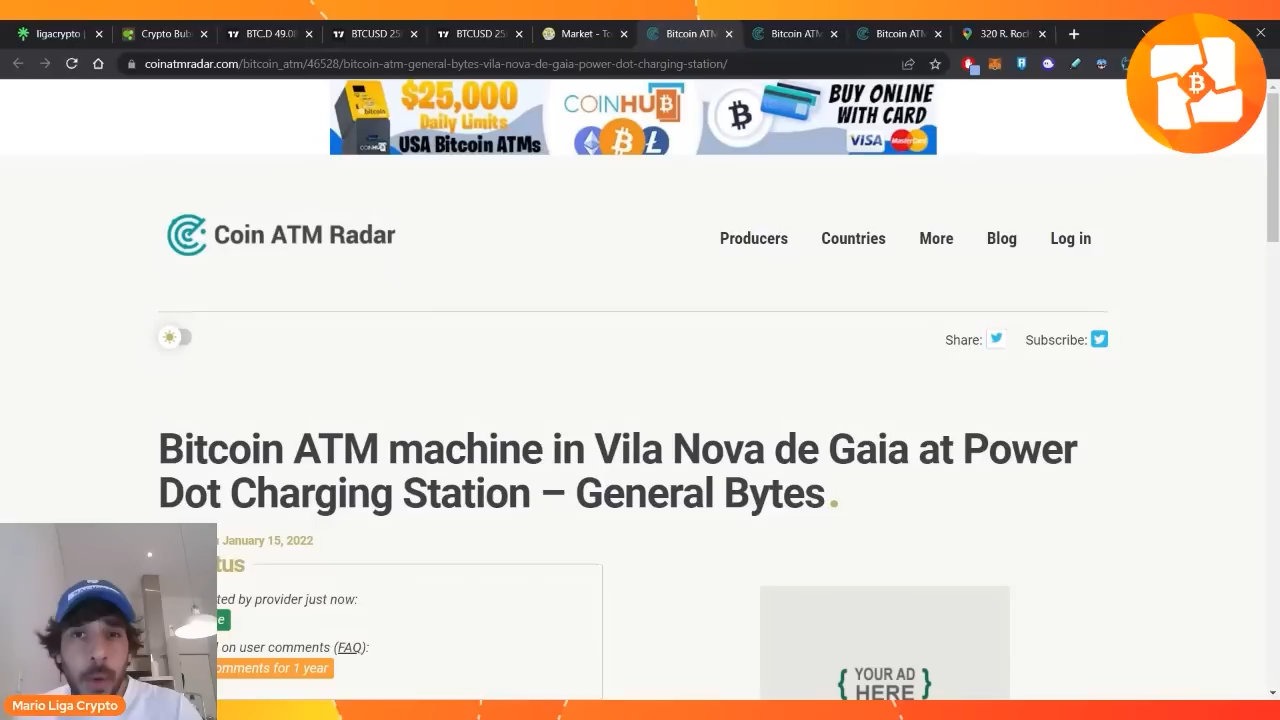 ligacrypto
Crypto Bub
BTC.D 49.08
BTCUSD 25
BTCUSD 25
Market - To
Bitcoin ATM
Bitcoin ATM
Bitcoin ATM
320 R. Roch
coinatmradar.com/bitcoin_atm/46528/bitcoin-atm-general-bytes-vila-nova-de-gaia-power-dot-charging-station/
$25,000
Daily Limits
USA Bitcoin ATMs
bitcoin
COINHUB
BUY ONLINE
WITH CARD
VISA MasterCard
Coin ATM Radar
Producers Countries More Blog Log in
Share: Subscribe:
Bitcoin ATM machine in Vila Nova de Gaia at Power
Dot Charging Station – General Bytes.
January 15, 2022
tus
ted by provider just now:
e
on user comments (FAQ):
omments for 1 year
YOUR AD
HERE
Mario Liga Crypto